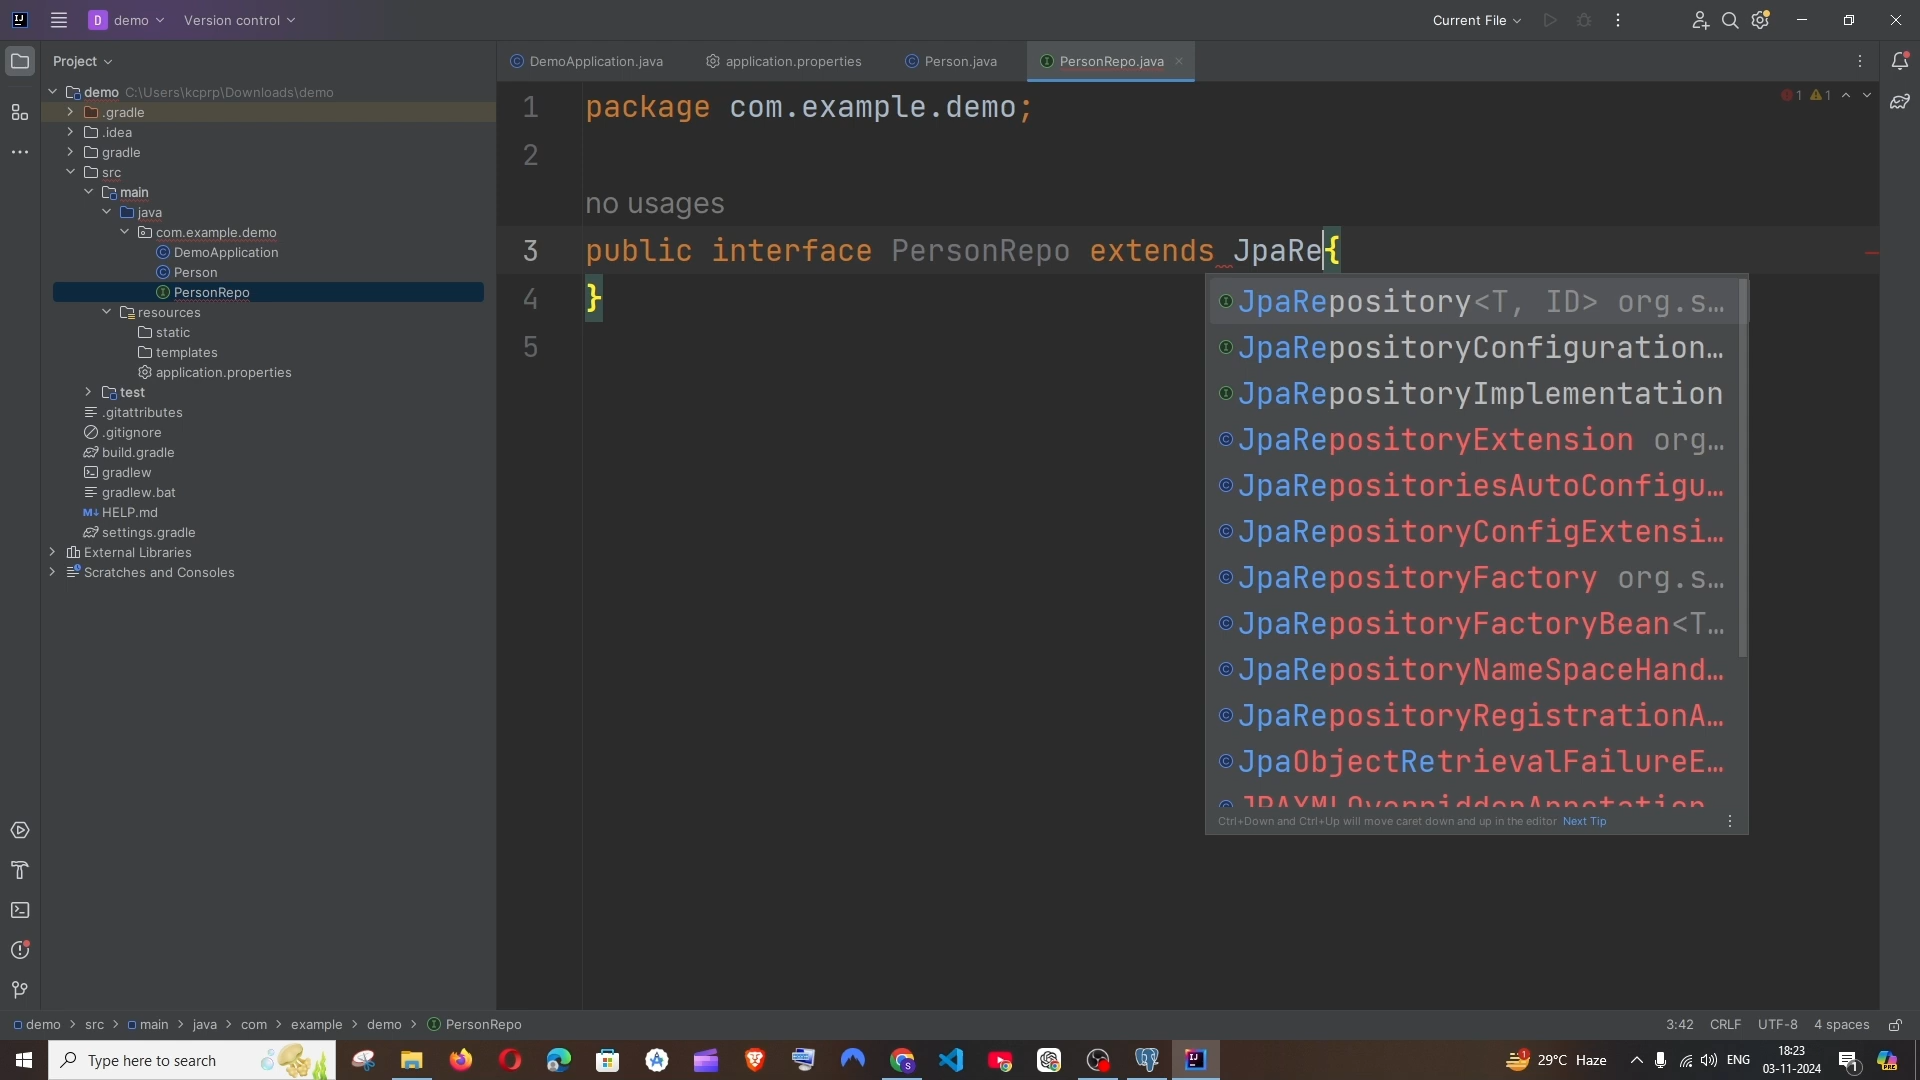 D demo
Version control
Current File
Project
DemoApplication.java
application.properties
Person.java
PersonRepo.java
demo C:\Users\kcprp\Downloads\demo
.gradle
.idea
gradle
src
main
java
com.example.demo
DemoApplication
Person
PersonRepo
resources
static
templates
application.properties
test
.gitattributes
.gitignore
build.gradle
gradlew
gradlew.bat
HELP.md
settings.gradle
External Libraries
Scratches and Consoles
1 package com.example.demo;
1 1
2
no usages
3 public interface PersonRepo extends JpaRe{
4 }
5
JpaRepository<T, ID> org.s…
JpaRepositoryConfiguration…
JpaRepositoryImplementation
JpaRepositoryExtension org…
JpaRepositoriesAutoConfigu…
JpaRepositoryConfigExtensi…
JpaRepositoryFactory org.s…
JpaRepositoryFactoryBean<T…
JpaRepositoryNameSpaceHand…
JpaRepositoryRegistrationA…
JpaObjectRetrievalFailureE…
JPAXMLOverriddenAnnotation
Ctrl+Down and Ctrl+Up will move caret down and up in the editor Next Tip
demo > src > main > java > com > example > demo > PersonRepo
3:42 CRLF UTF-8 4 spaces
Type here to search
29°C Haze
ENG
18:23
03-11-2024